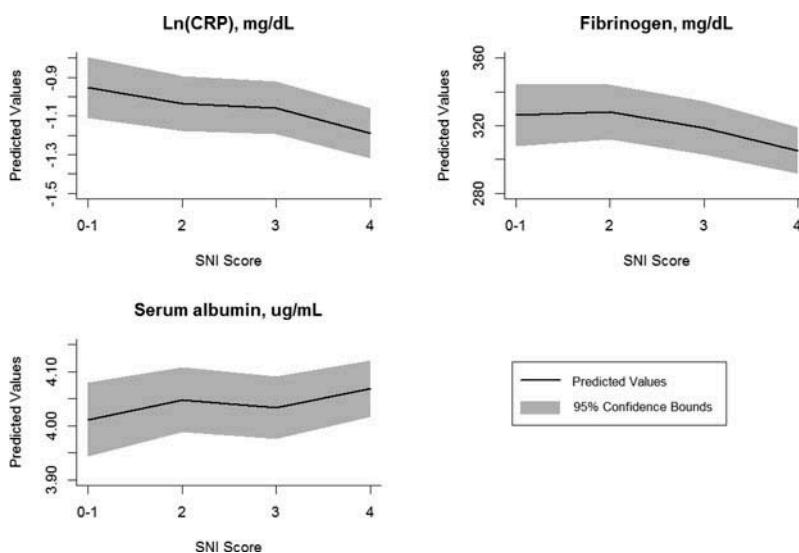 Ln(CRP), mg/dL
Predicted Values
-0.9
-1.1
-1.3
-1.5
0-1 2 3 4
SNI Score
Fibrinogen, mg/dL
Predicted Values
360
320
280
0-1 2 3 4
SNI Score
Serum albumin, ug/mL
Predicted Values
4.10
4.00
3.90
0-1 2 3 4
SNI Score
Predicted Values
95% Confidence Bounds